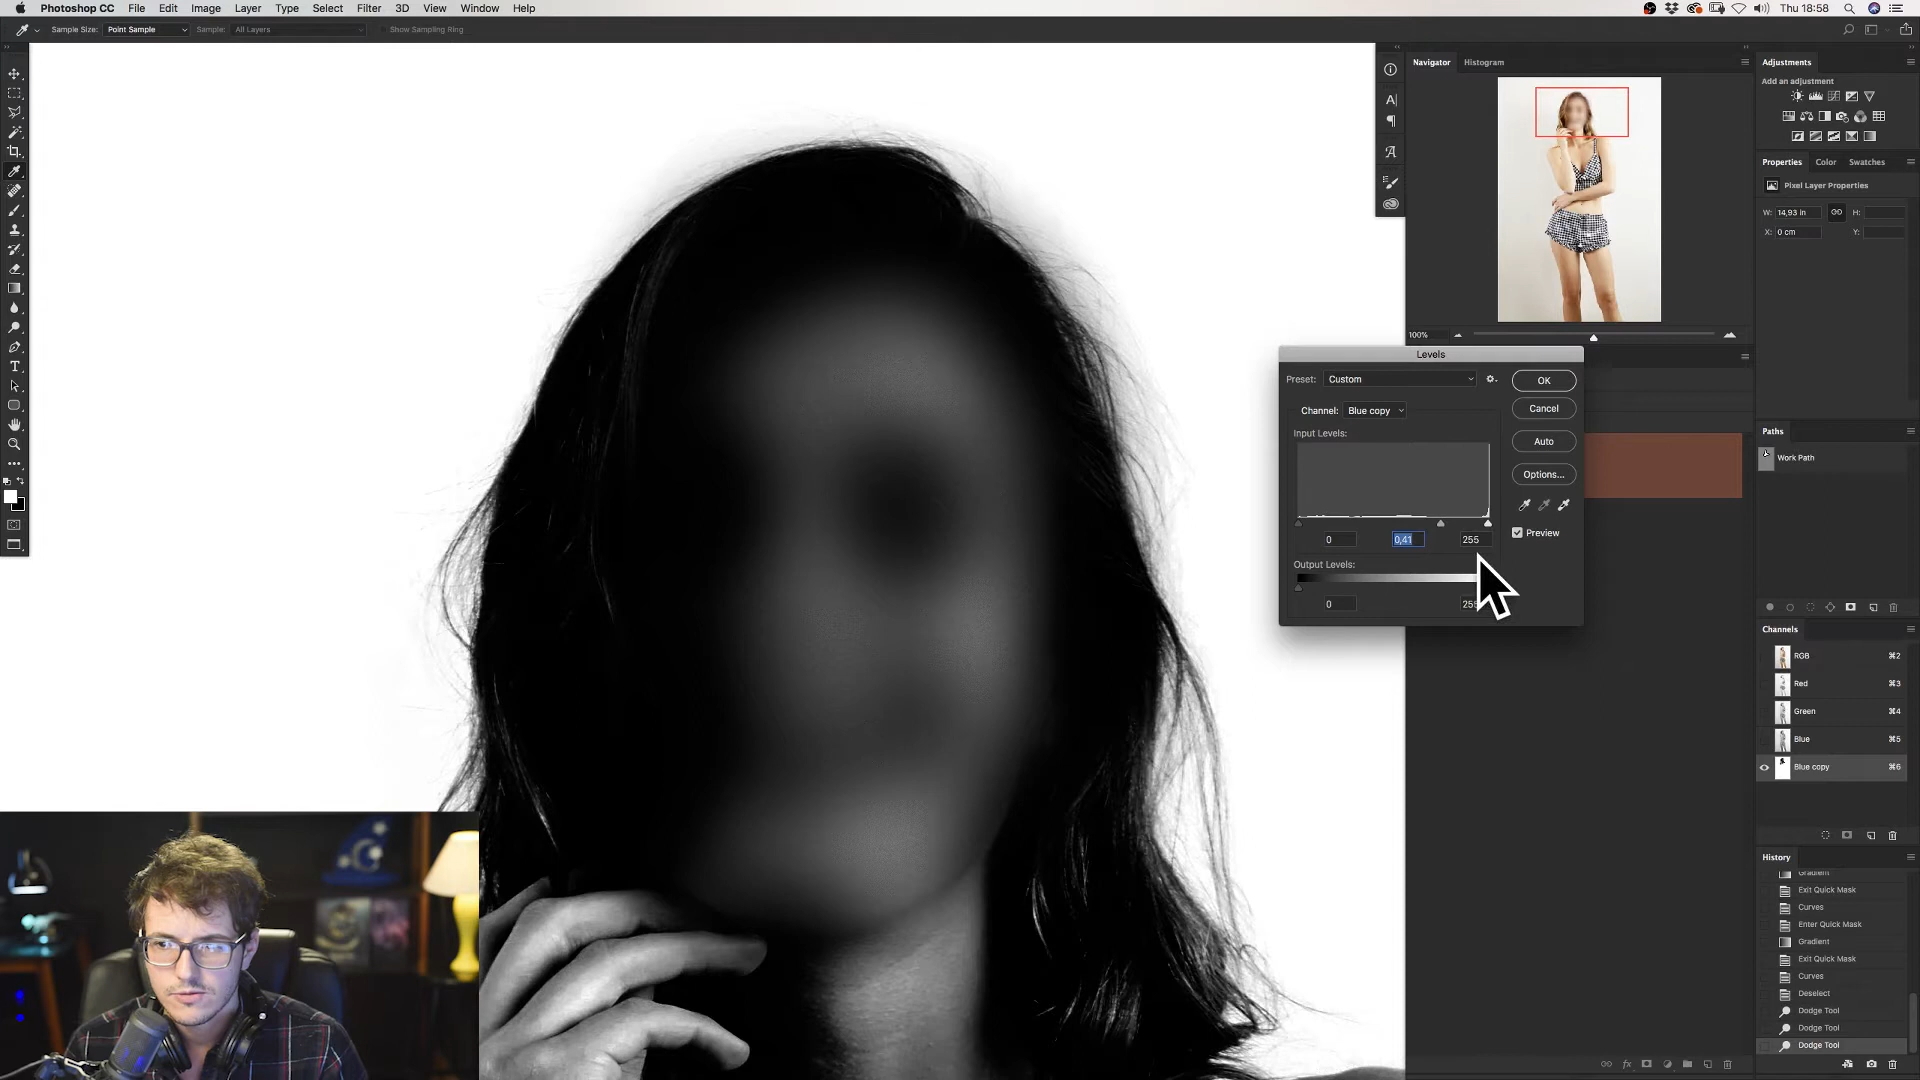 Photoshop CC File Edit Image Layer Type Select Filter 3D View Window Help Thu 18:58
Sample Size: Point Sample Sample: All Layers Show Sampling Ring
Navigator Histogram
100%
Levels
Preset: Custom
OK
Cancel
Channel: Blue copy
Input Levels:
Auto
Options...
0 0,41 255
Preview
Output Levels:
0 255
Adjustments
Add an adjustment
Properties Color Swatches
Pixel Layer Properties
W: 14,93 in H:
X: 0 cm Y:
Paths
Work Path
Channels
RGB ⌘2
Red ⌘3
Green ⌘4
Blue ⌘5
Blue copy ⌘6
History
Gradient
Exit Quick Mask
Curves
Enter Quick Mask
Gradient
Exit Quick Mask
Curves
Deselect
Dodge Tool
Dodge Tool
Dodge Tool